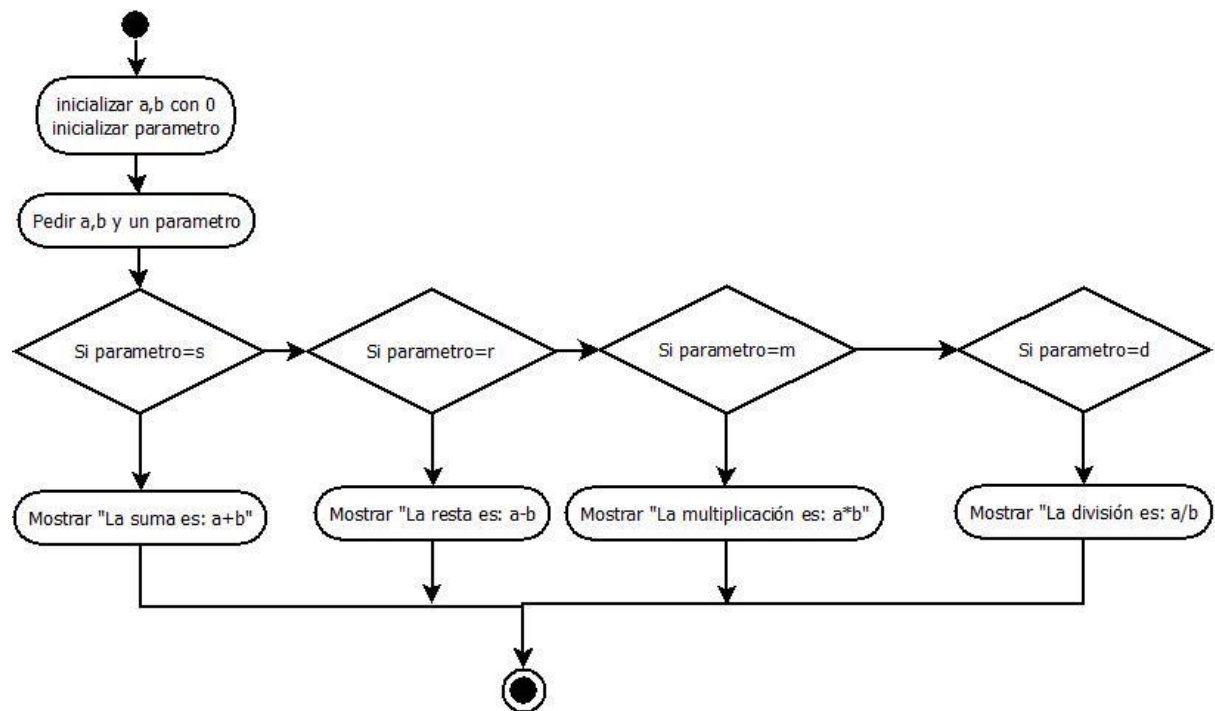 inicializar a,b con 0
inicializar parametro
Pedir a,b y un parametro
Si parametro=s
Si parametro=r
Si parametro=m
Si parametro=d
Mostrar "La suma es: a+b"
Mostrar "La resta es: a-b
Mostrar "La multiplicación es: a*b"
Mostrar "La división es: a/b